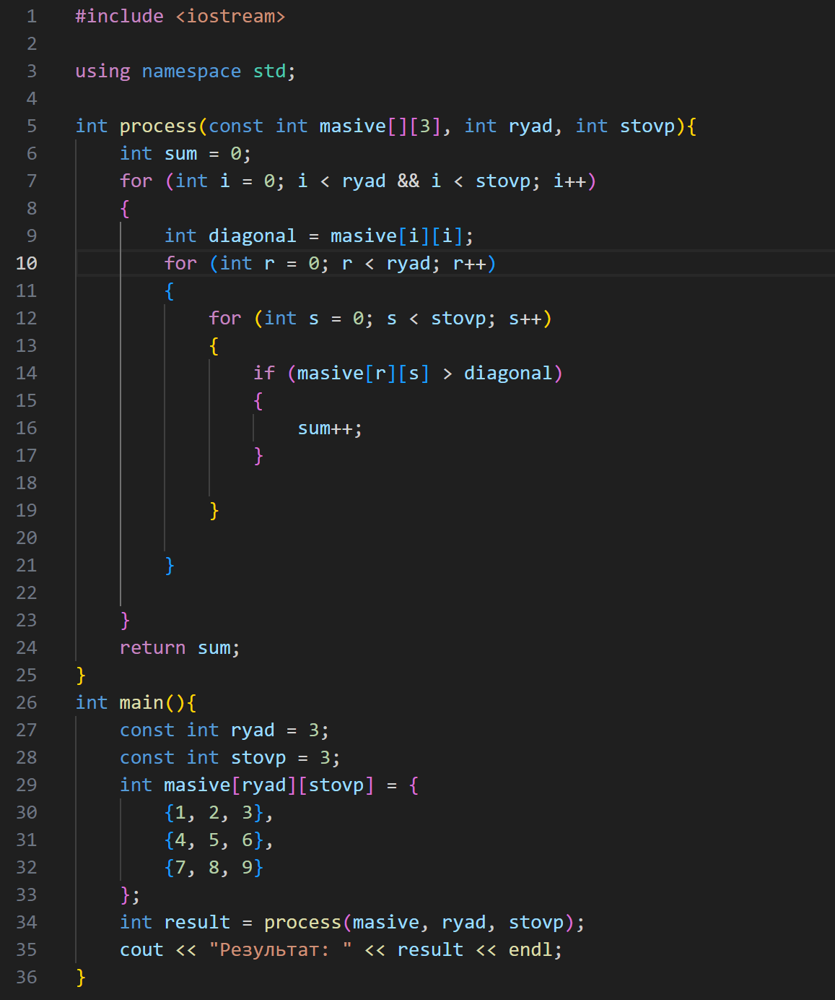 1 #include <iostream>
2
3 using namespace std;
4
5 int process(const int masive[][3], int ryad, int stovp){
6     int sum = 0;
7     for (int i = 0; i < ryad && i < stovp; i++)
8     {
9         int diagonal = masive[i][i];
10         for (int r = 0; r < ryad; r++)
11         {
12             for (int s = 0; s < stovp; s++)
13             {
14                 if (masive[r][s] > diagonal)
15                 {
16                     sum++;
17                 }
18
19             }
20
21         }
22
23     }
24     return sum;
25 }
26 int main(){
27     const int ryad = 3;
28     const int stovp = 3;
29     int masive[ryad][stovp] = {
30         {1, 2, 3},
31         {4, 5, 6},
32         {7, 8, 9}
33     };
34     int result = process(masive, ryad, stovp);
35     cout << "Результат: " << result << endl;
36 }